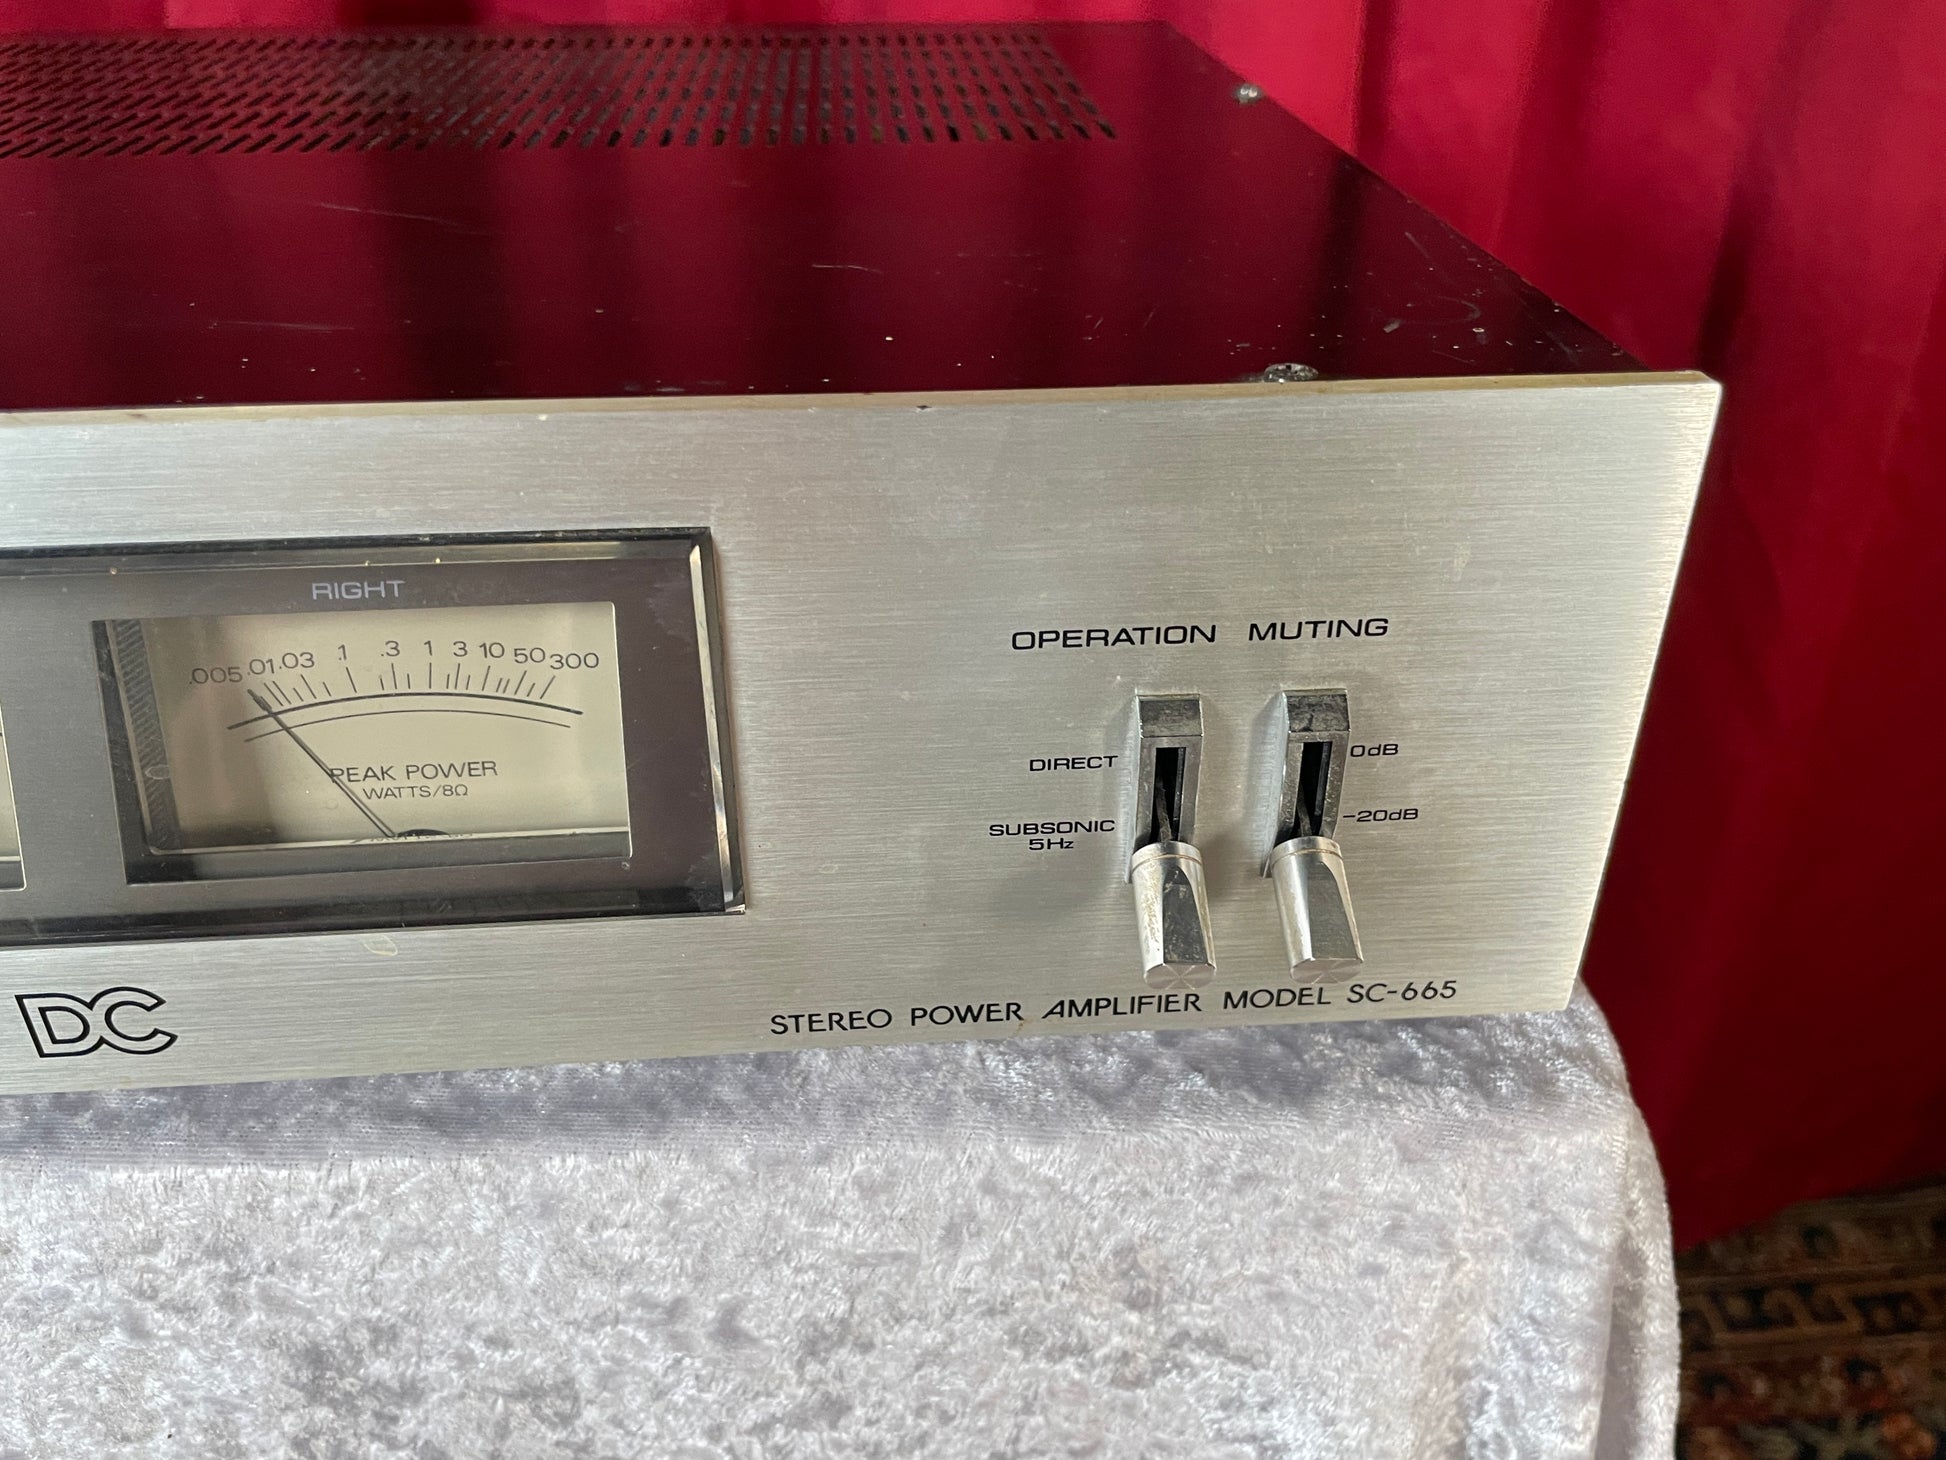 RIGHT
.005 .01 .03 .1 .3 1 3 10 50 300
PEAK POWER
WATTS/8Ω
OPERATION MUTING
DIRECT
0dB
SUBSONIC
5Hz
-20dB
DC
STEREO POWER AMPLIFIER MODEL SC-665